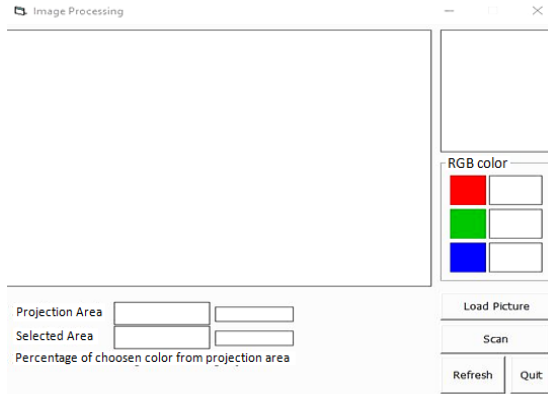 Image Processing
RGB color
Projection Area
Selected Area
Percentage of choosen color from projection area
Load Picture
Scan
Refresh
Quit